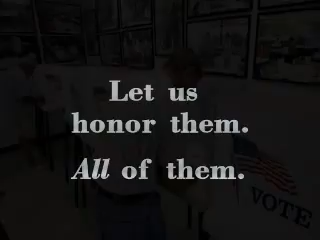 Let us
honor them.
All of them.
VOTE